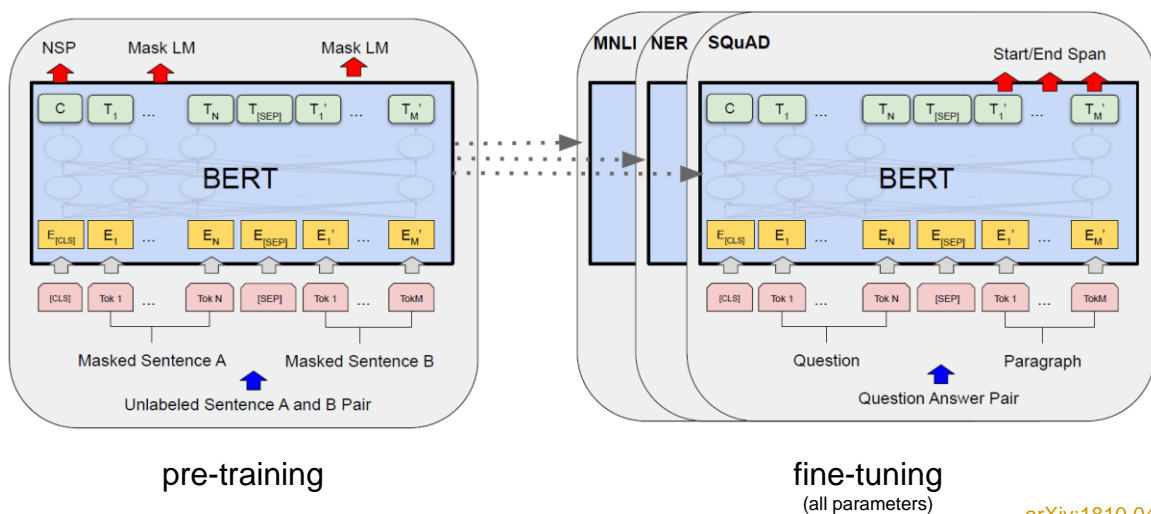 NSP Mask LM Mask LM
C T1 ... TN T[SEP] T1' ... TM'
BERT
E[CLS] E1 ... EN E[SEP] E1' ... EM'
[CLS] Tok 1 ... Tok N [SEP] Tok 1 ... TokM
Masked Sentence A Masked Sentence B
Unlabeled Sentence A and B Pair
pre-training
MNLI NER SQuAD
Start/End Span
C T1 ... TN T[SEP] T1' ... TM'
BERT
E[CLS] E1 ... EN E[SEP] E1' ... EM'
[CLS] Tok 1 ... Tok N [SEP] Tok 1 ... TokM
Question Paragraph
Question Answer Pair
fine-tuning
(all parameters)